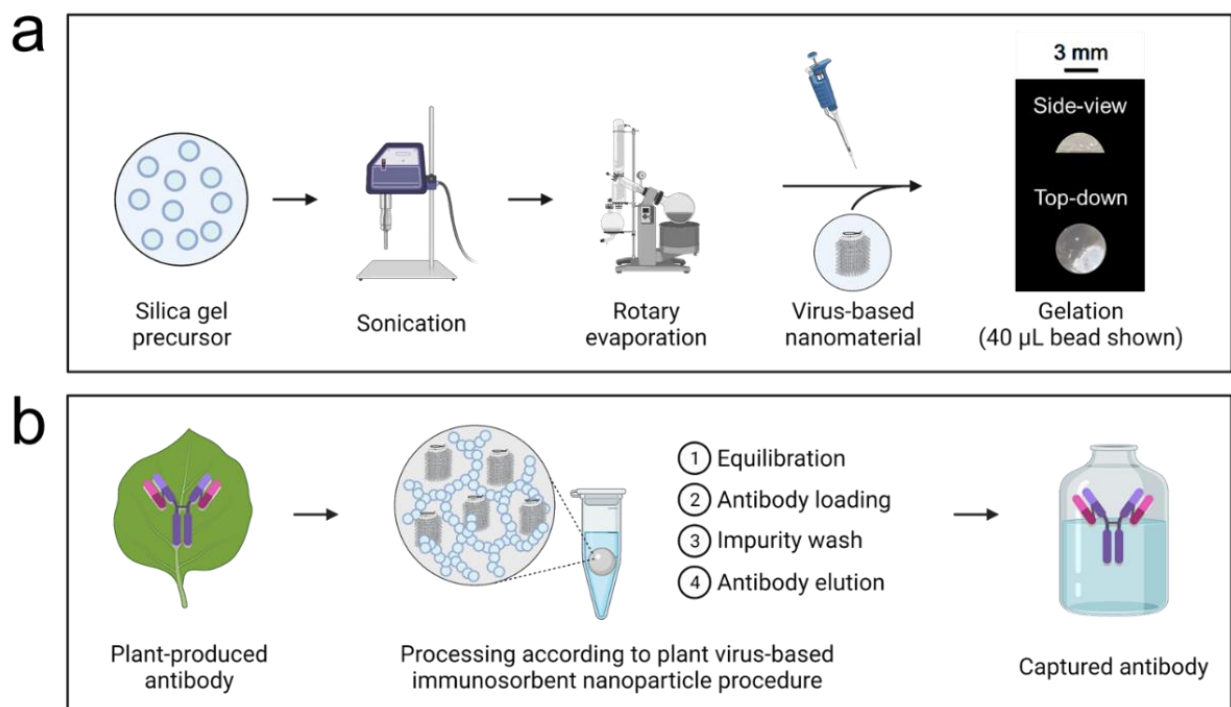 a
3 mm
Side-view
Top-down
Silica gel
precursor
Sonication
Rotary
evaporation
Virus-based
nanomaterial
Gelation
(40 µL bead shown)
b
1 Equilibration
2 Antibody loading
3 Impurity wash
4 Antibody elution
Plant-produced
antibody
Processing according to plant virus-based
immunosorbent nanoparticle procedure
Captured antibody